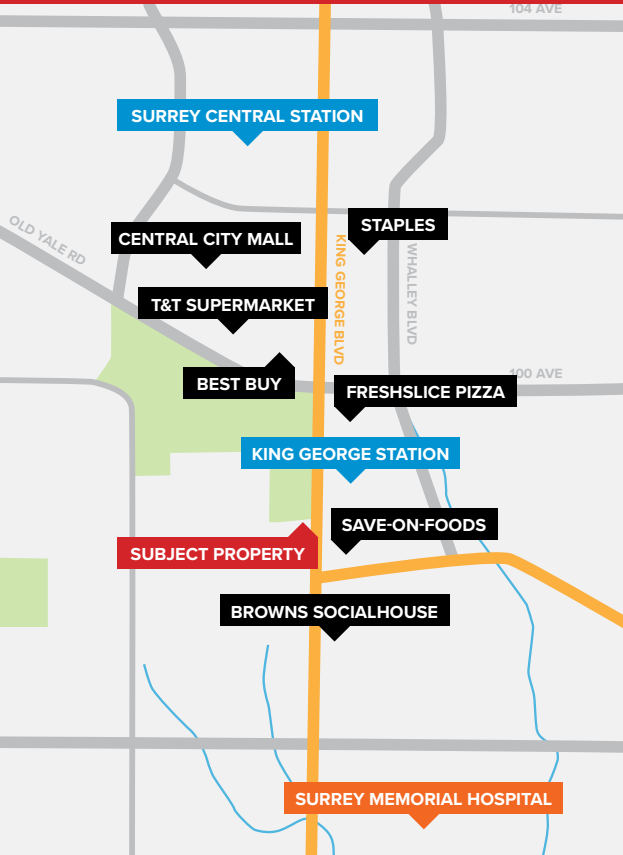 104 AVE
SURREY CENTRAL STATION
STAPLES
OLD YALE RD
CENTRAL CITY MALL
KING GEORGE BLVD
WHALLEY BLVD
T&T SUPERMARKET
100 AVE
BEST BUY
FRESHSLICE PIZZA
KING GEORGE STATION
SAVE-ON-FOODS
SUBJECT PROPERTY
BROWNS SOCIALHOUSE
SURREY MEMORIAL HOSPITAL